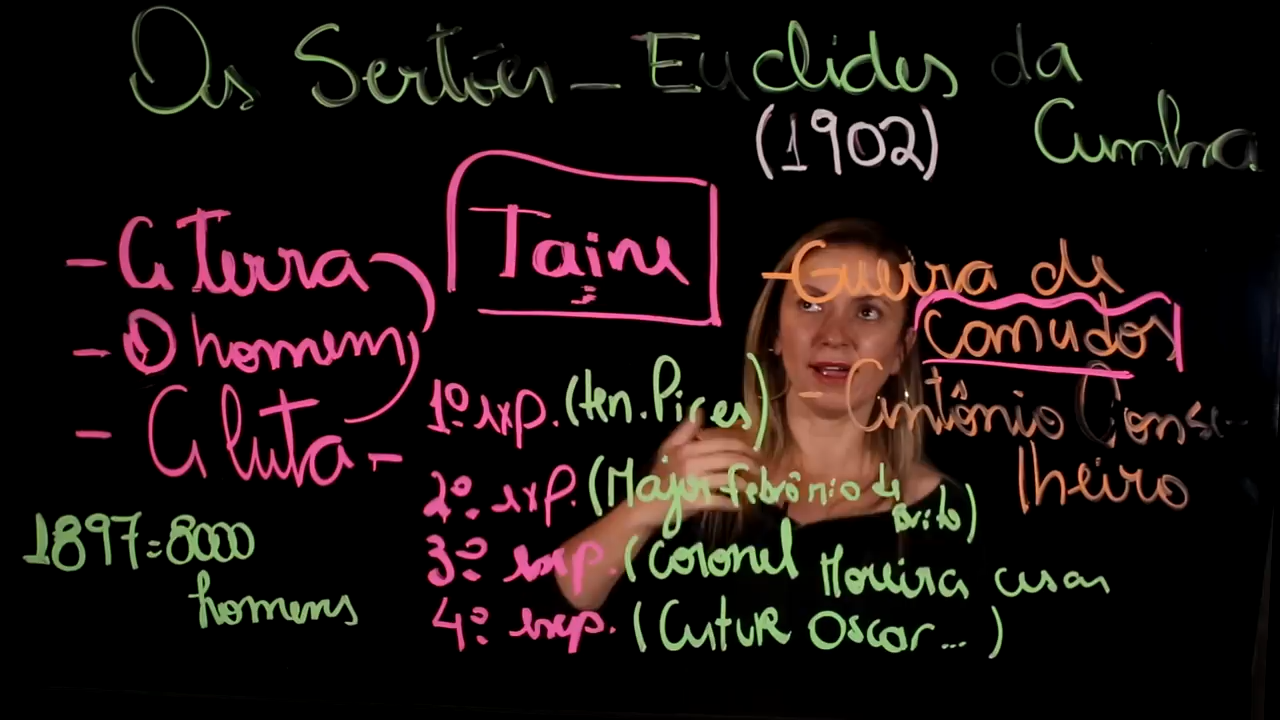 Os Sertões - Euclides da
Cunha
(1902)
- A Terra
- O homem
- A luta -
Taine
- Guerra de
Canudos
- Antônio Conse-
lheiro
1º exp. (ten. Pires)
2º exp. (Major Febrônio de
Brito)
3º exp. (Coronel Moreira César
4º exp. (Cutur Oscar...)
1897 = 8000
homens